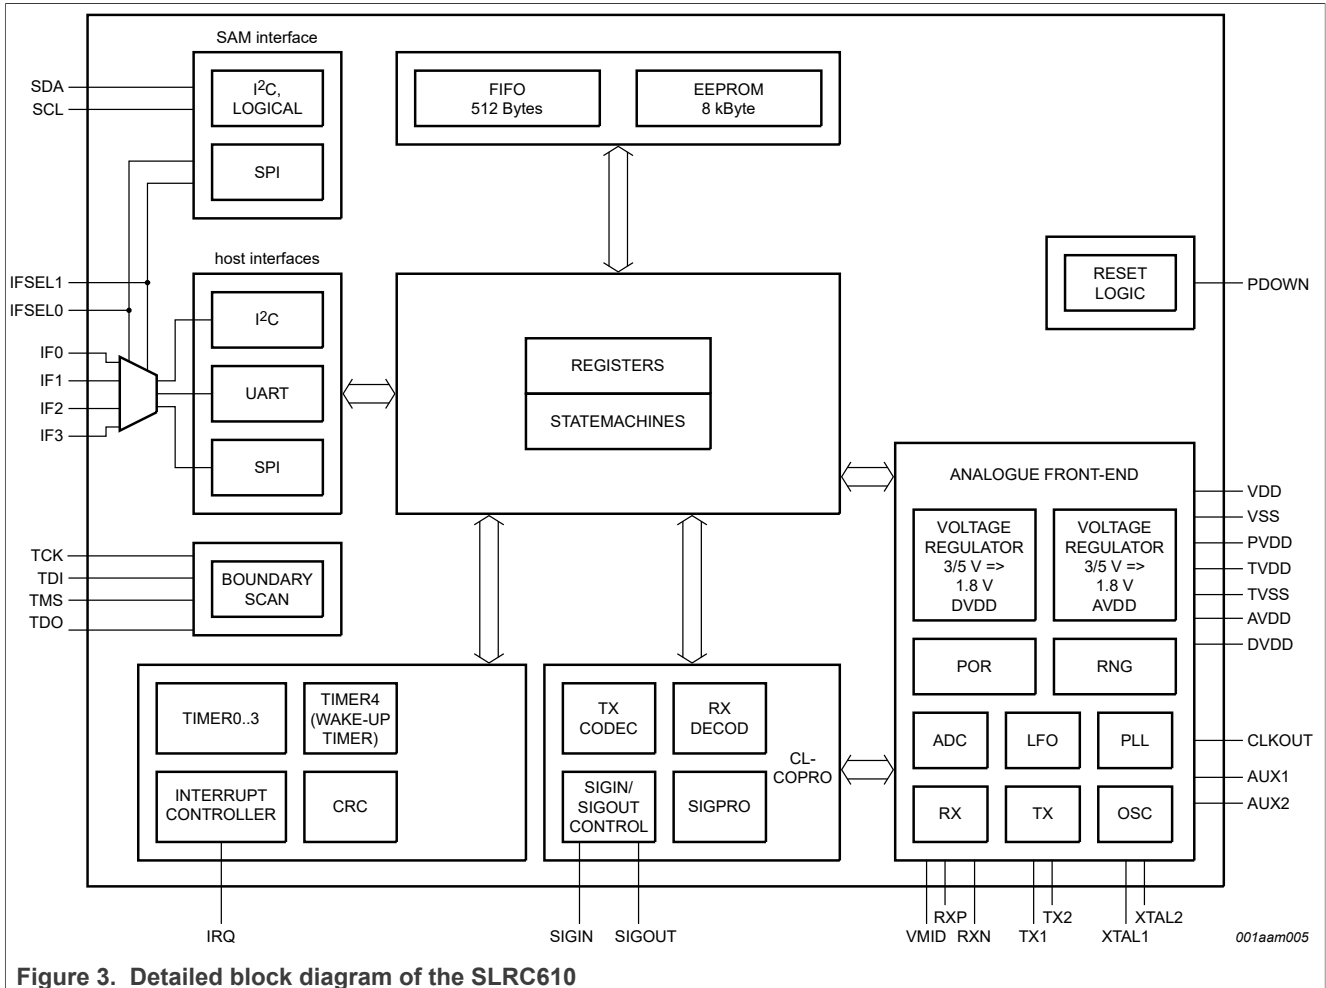 SAM interface
SDA
SCL
I²C,
LOGICAL
SPI
FIFO
512 Bytes
EEPROM
8 kByte
host interfaces
IFSEL1
IFSEL0
IF0
IF1
IF2
IF3
I²C
UART
SPI
REGISTERS
STATEMACHINES
RESET
LOGIC
PDOWN
TCK
TDI
TMS
TDO
BOUNDARY
SCAN
ANALOGUE FRONT-END
VOLTAGE
REGULATOR
3/5 V =>
1.8 V
DVDD
VOLTAGE
REGULATOR
3/5 V =>
1.8 V
AVDD
POR
RNG
ADC
LFO
PLL
RX
TX
OSC
VDD
VSS
PVDD
TVDD
TVSS
AVDD
DVDD
CLKOUT
AUX1
AUX2
TIMER0..3
TIMER4
(WAKE-UP
TIMER)
INTERRUPT
CONTROLLER
CRC
TX
CODEC
RX
DECOD
SIGIN/
SIGOUT
CONTROL
SIGPRO
CL-
COPRO
IRQ
SIGIN
SIGOUT
VMID
RXP
RXN
TX1
TX2
XTAL1
XTAL2
001aam005
Figure 3. Detailed block diagram of the SLRC610